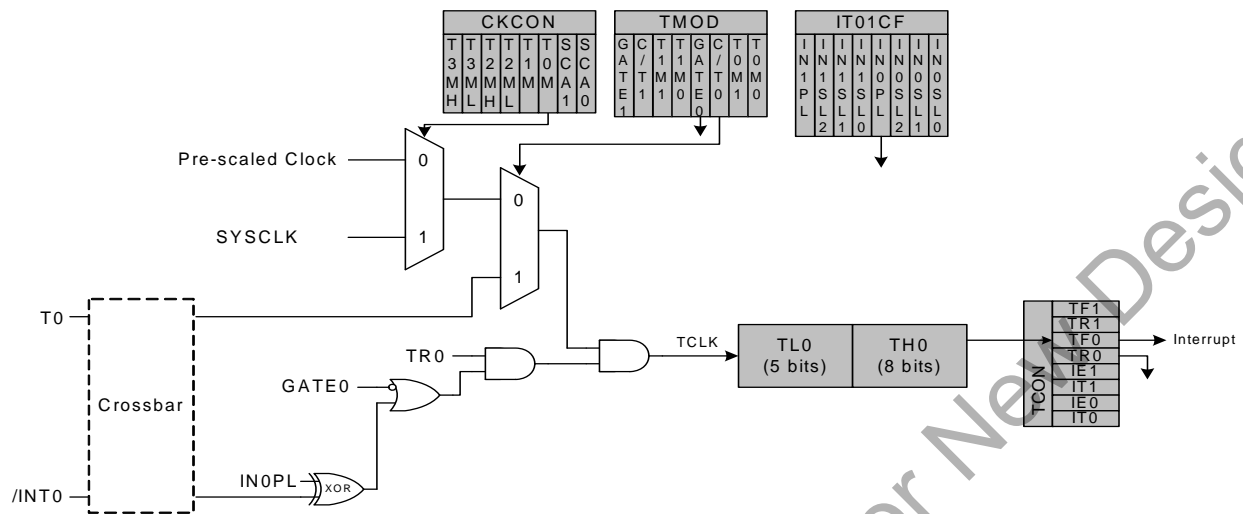 CKCON
T3MH T3ML T2MH T2ML T1M T0M SCA1 SCA0
TMOD
GATE1 C/T1 T1M1 T1M0 GATE0 C/T0 T0M1 T0M0
IT01CF
IN1PL IN1SL2 IN1SL1 IN1SL0 IN0PL IN0SL2 IN0SL1 IN0SL0
Pre-scaled Clock
0
SYSCLK
1
0
1
T0
Crossbar
/INT0
TR0
GATE0
IN0PL
XOR
TCLK
TL0
(5 bits)
TH0
(8 bits)
TCON
TF1
TR1
TF0
TR0
IE1
IT1
IE0
IT0
Interrupt
or New Desig